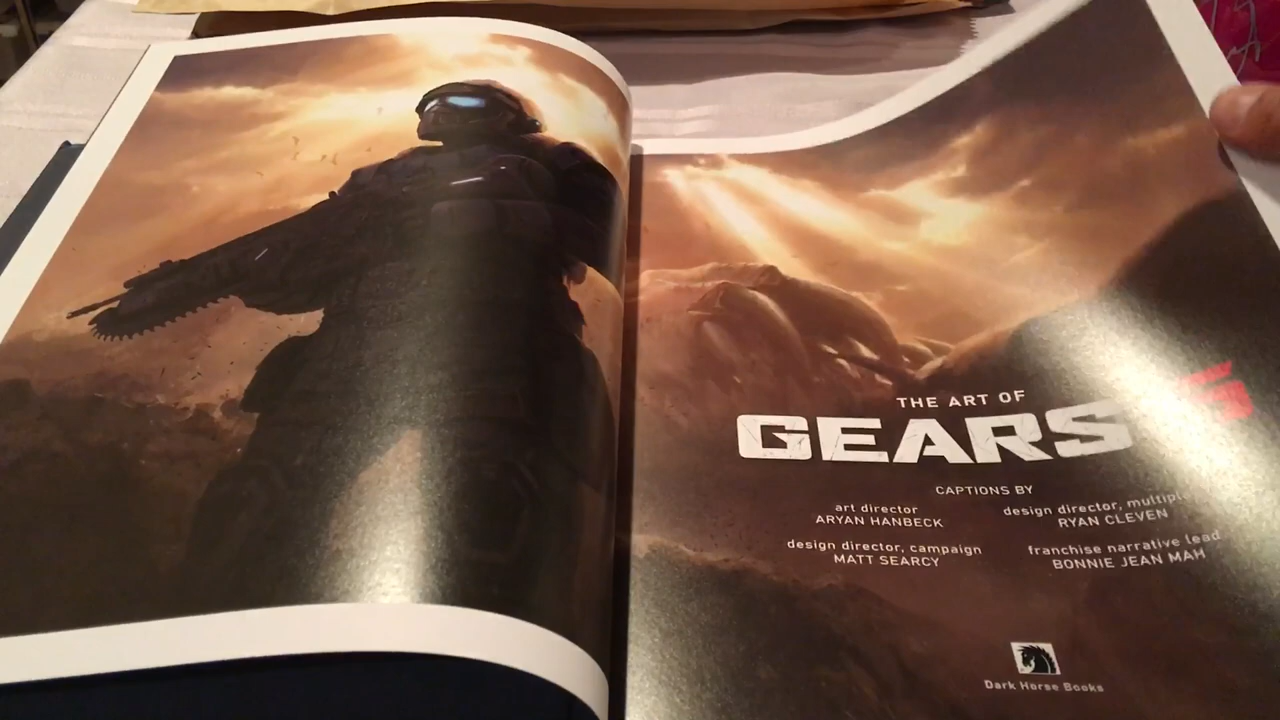 THE ART OF
GEARS 5
CAPTIONS BY
art director
ARYAN HANBECK
design director,
RYAN CLEVEN
design director, campaign
MATT SEARCY
franchise narrative lead
BONNIE JEAN MAH
Dark Horse Books